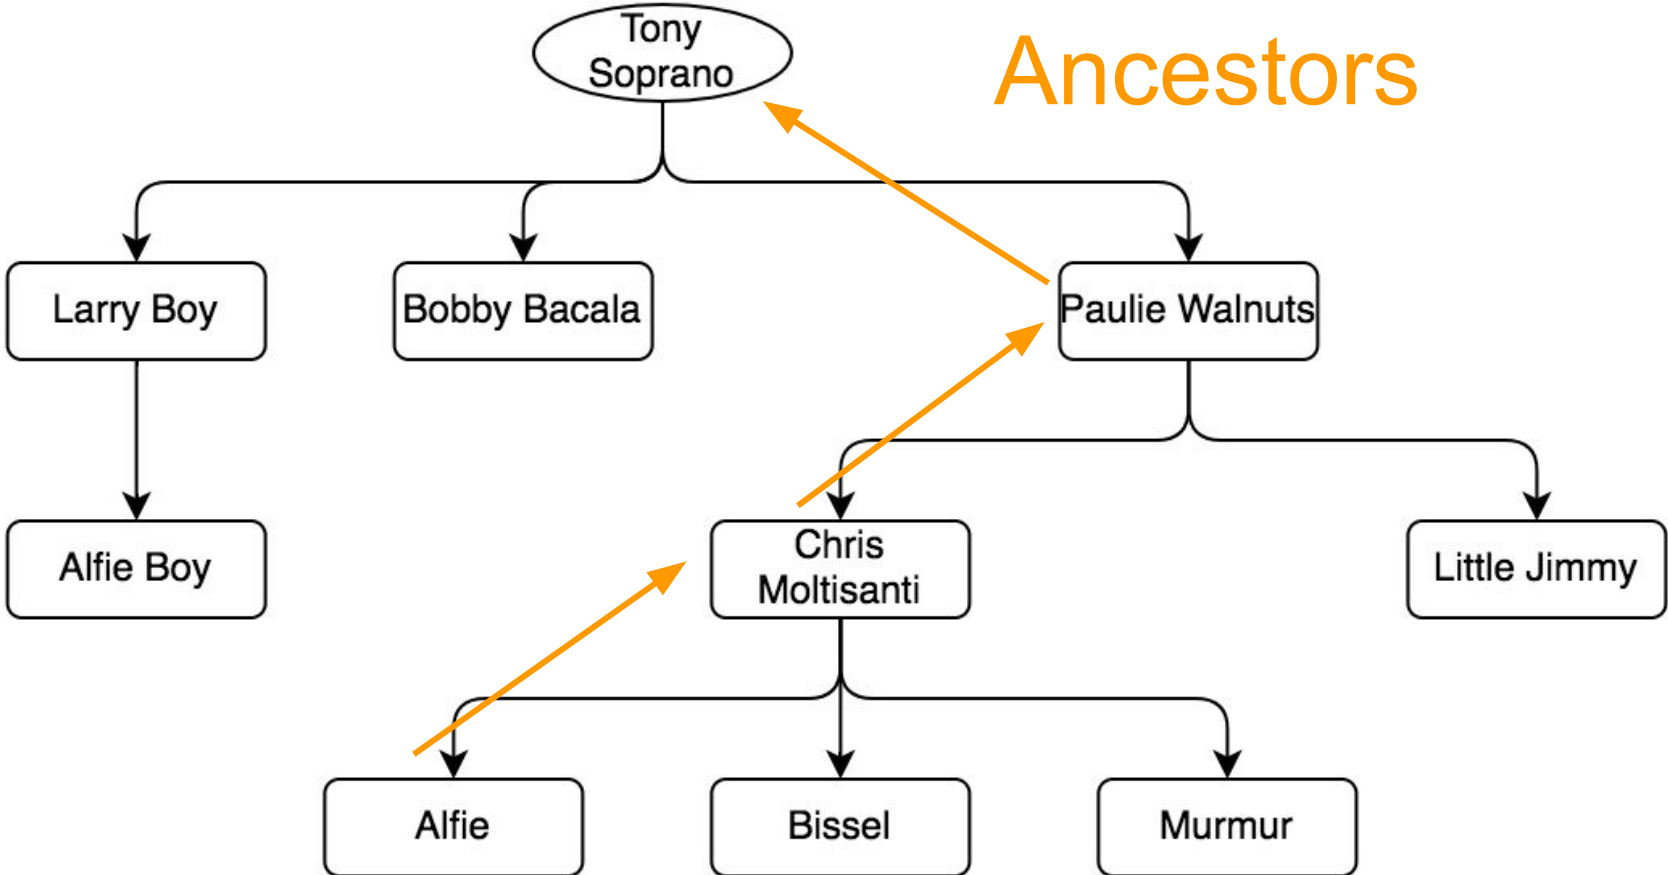 Tony
Soprano
Ancestors
Larry Boy
Bobby Bacala
Paulie Walnuts
Alfie Boy
Chris
Moltisanti
Little Jimmy
Alfie
Bissel
Murmur